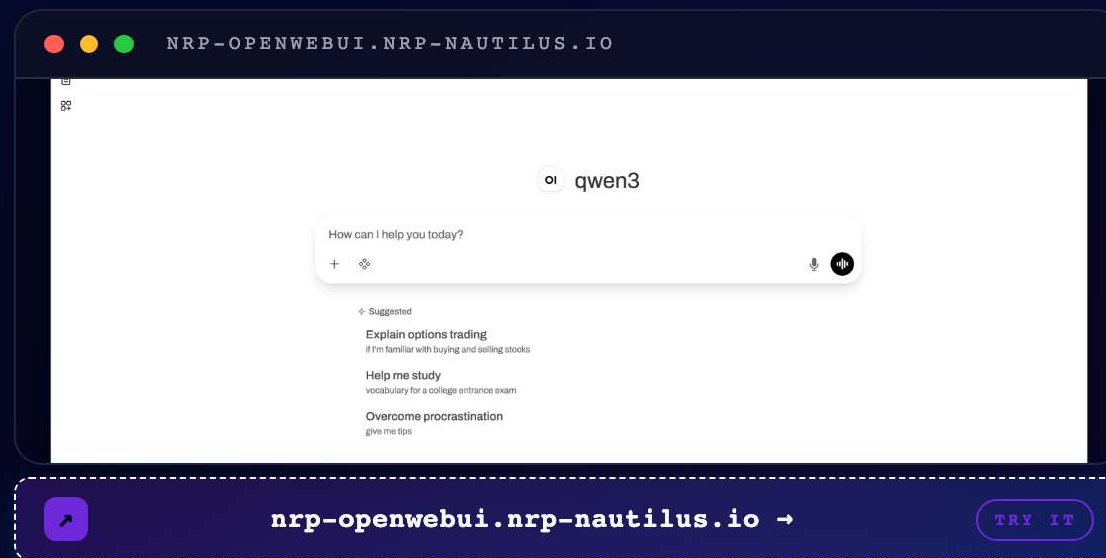 NRP-OPENWEBUI.NRP-NAUTILUS.IO
OI qwen3
How can I help you today?
Suggested
Explain options trading
if I'm familiar with buying and selling stocks
Help me study
vocabulary for a college entrance exam
Overcome procrastination
give me tips
nrp-openwebui.nrp-nautilus.io →
TRY IT